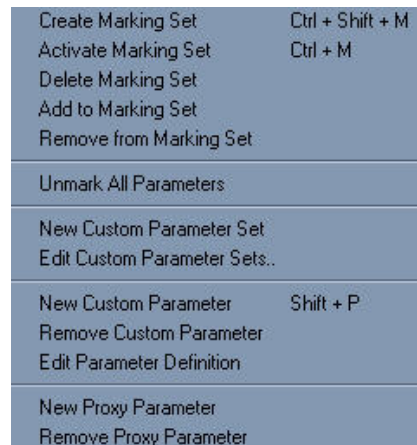 Create Marking Set Ctrl + Shift + M
Activate Marking Set Ctrl + M
Delete Marking Set
Add to Marking Set
Remove from Marking Set
Unmark All Parameters
New Custom Parameter Set
Edit Custom Parameter Sets..
New Custom Parameter Shift + P
Remove Custom Parameter
Edit Parameter Definition
New Proxy Parameter
Remove Proxy Parameter